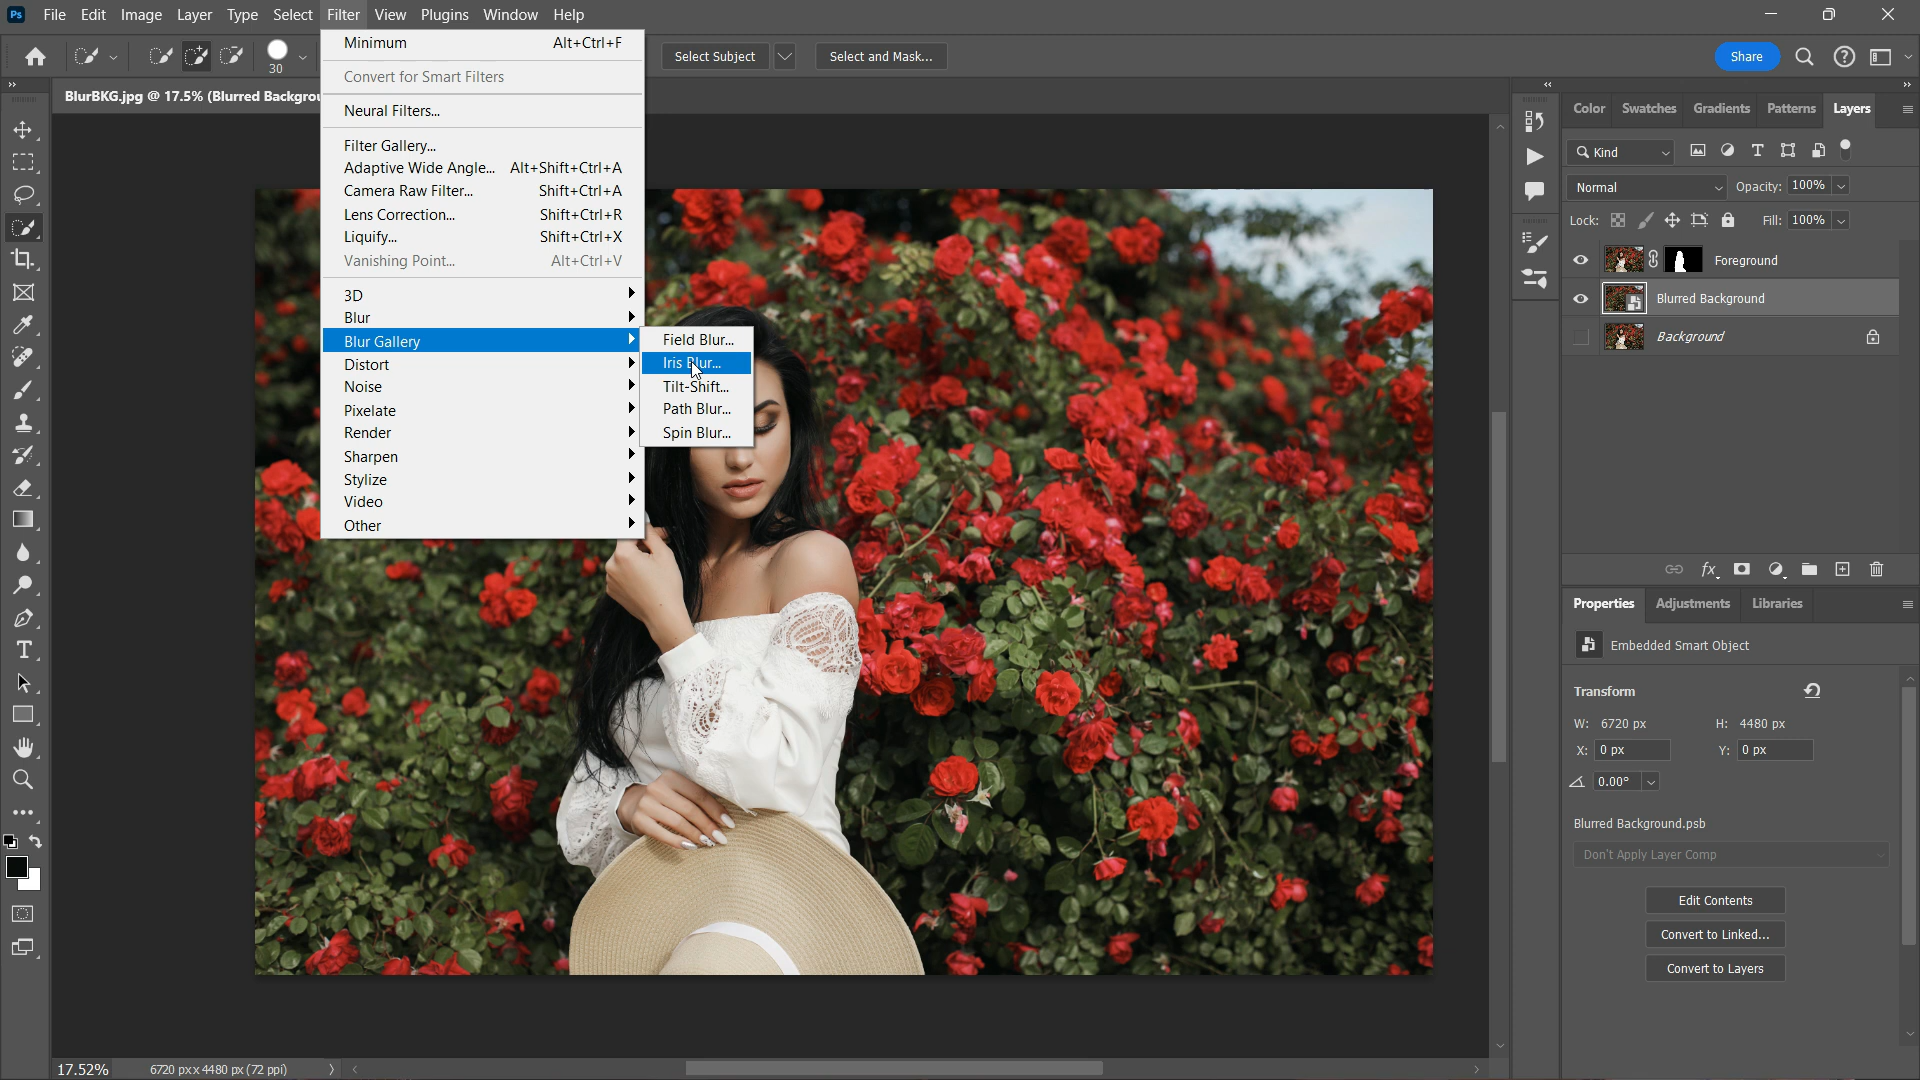 Ps File Edit Image Layer Type Select Filter View Plugins Window Help
30
Select Subject
Select and Mask...
Share
BlurBKG.jpg @ 17.5% (Blurred Backgrou
Minimum Alt+Ctrl+F
Convert for Smart Filters
Neural Filters...
Filter Gallery...
Adaptive Wide Angle... Alt+Shift+Ctrl+A
Camera Raw Filter... Shift+Ctrl+A
Lens Correction... Shift+Ctrl+R
Liquify... Shift+Ctrl+X
Vanishing Point... Alt+Ctrl+V
3D
Blur
Blur Gallery
Distort
Noise
Pixelate
Render
Sharpen
Stylize
Video
Other
Field Blur...
Iris Blur...
Tilt-Shift...
Path Blur...
Spin Blur...
Color Swatches Gradients Patterns Layers
Kind
Normal Opacity: 100%
Lock: Fill: 100%
Foreground
Blurred Background
Background
Properties Adjustments Libraries
Embedded Smart Object
Transform
W: 6720 px H: 4480 px
X: 0 px Y: 0 px
0.00°
Blurred Background.psb
Don't Apply Layer Comp
Edit Contents
Convert to Linked...
Convert to Layers
17.52% 6720 px x 4480 px (72 ppi)